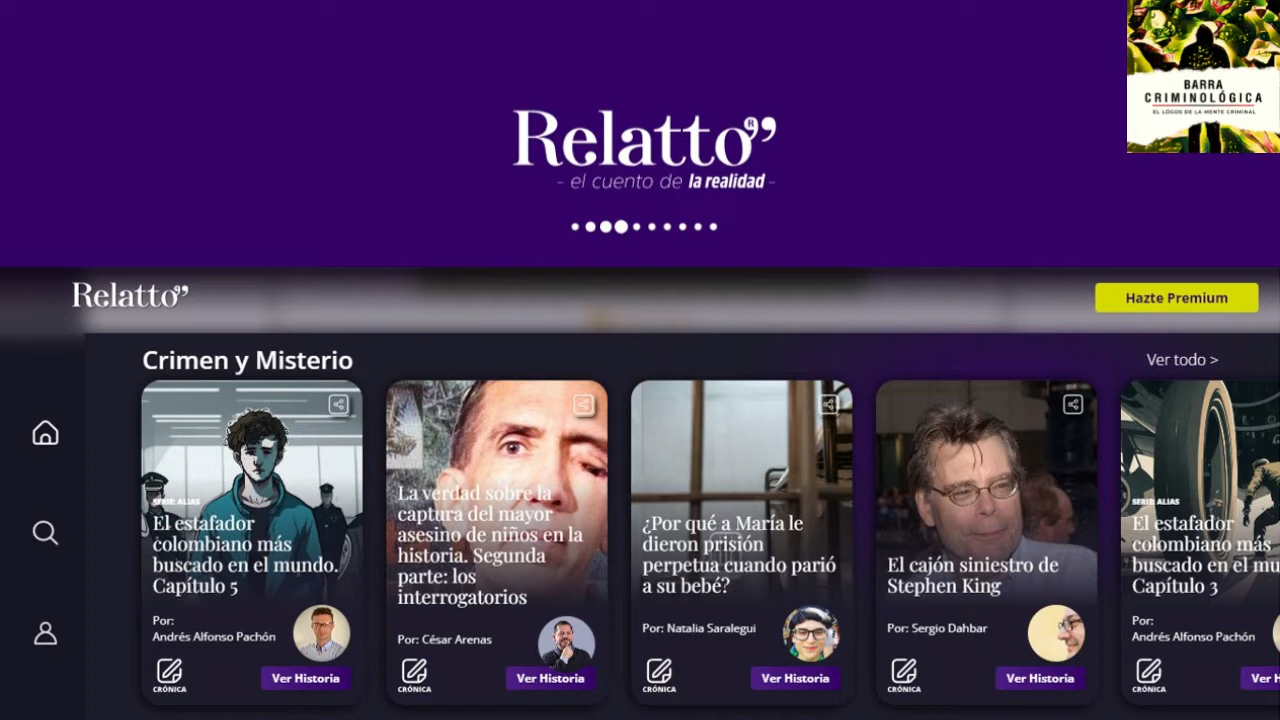 BARRA
CRIMINOLÓGICA
EL LOGOS DE LA MENTE CRIMINAL
Relatto®”
- el cuento de la realidad -
Relatto”
Hazte Premium
Crimen y Misterio
Ver todo >
SERIE: ALIAS
El estafador
colombiano más
buscado en el mundo.
Capítulo 5
Por:
Andrés Alfonso Pachón
CRÓNICA
Ver Historia
La verdad sobre la
captura del mayor
asesino de niños en la
historia. Segunda
parte: los
interrogatorios
Por: César Arenas
CRÓNICA
Ver Historia
¿Por qué a María le
dieron prisión
perpetua cuando parió
a su bebé?
Por: Natalia Saralegui
CRÓNICA
Ver Historia
El cajón siniestro de
Stephen King
Por: Sergio Dahbar
CRÓNICA
Ver Historia
SERIE: ALIAS
El estafador
colombiano más
buscado en el mu
Capítulo 3
Por:
Andrés Alfonso Pachón
CRÓNICA
Ver H